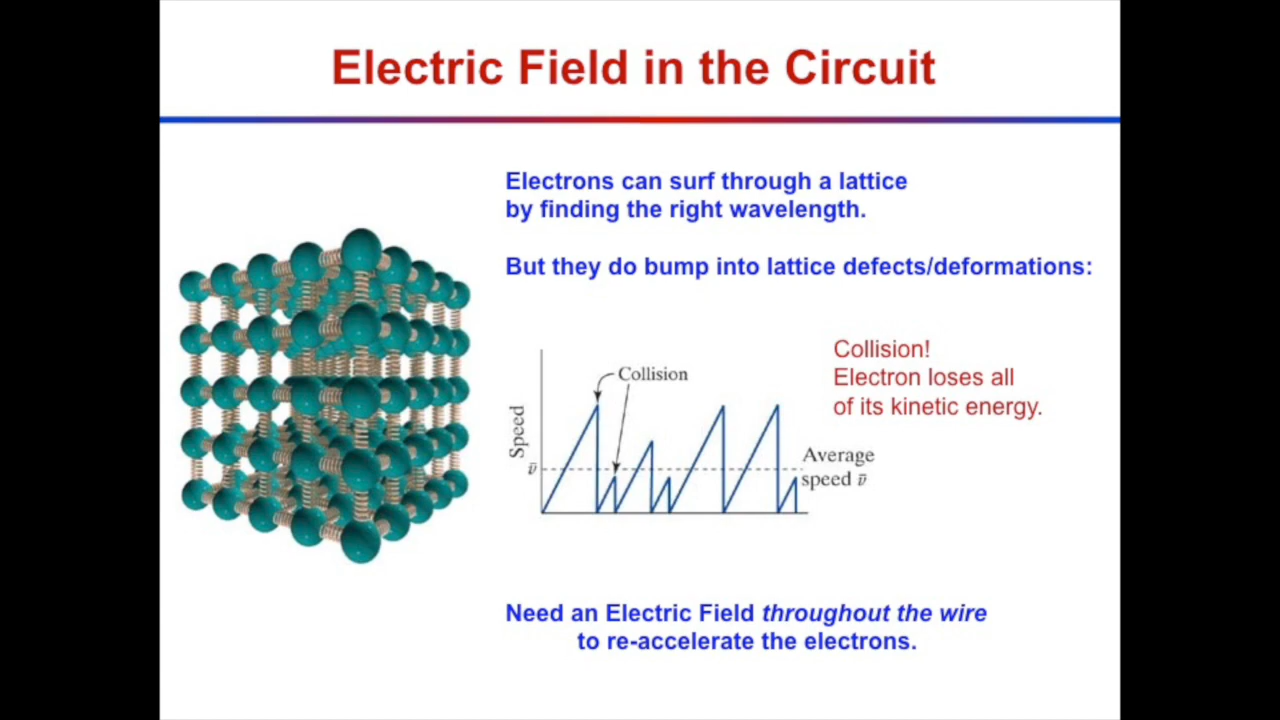 Electric Field in the Circuit
Electrons can surf through a lattice
by finding the right wavelength.
But they do bump into lattice defects/deformations:
Collision!
Electron loses all
of its kinetic energy.
Collision
Speed
v̄
Average
speed v̄
Need an Electric Field throughout the wire
to re-accelerate the electrons.